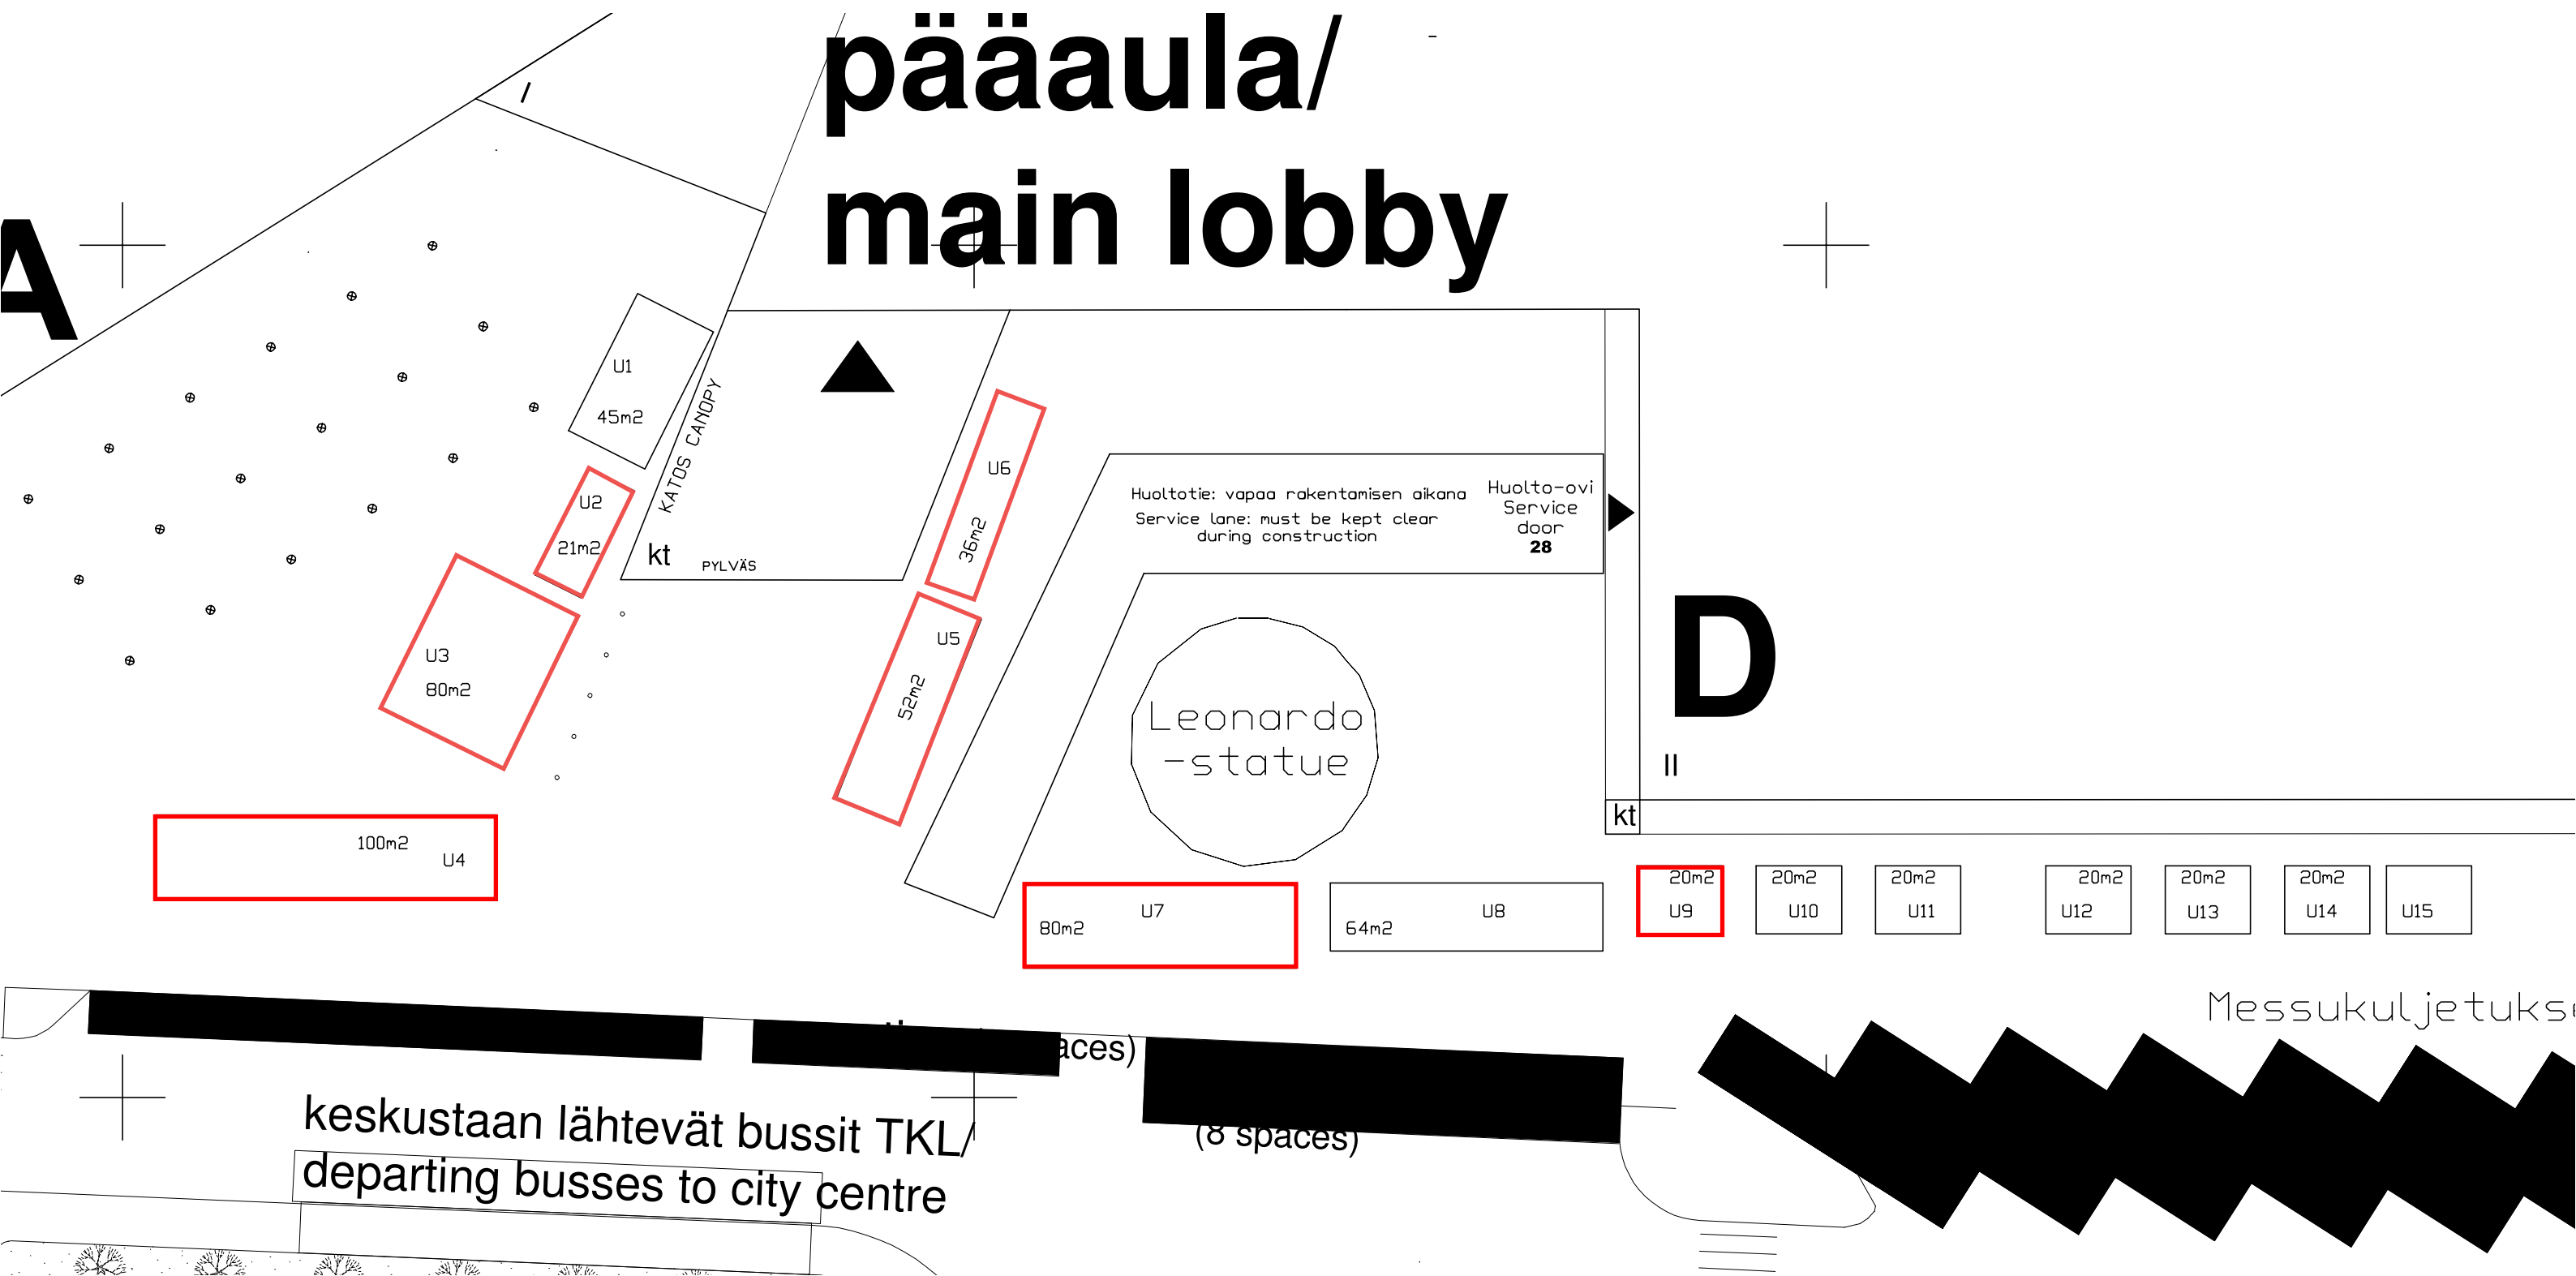 pääaula/
main lobby
A
U1
45m2
KATOS CANOPY
U2
21m2
kt
PYLVÄS
U3
80m2
100m2
U4
U6
36m2
U5
52m2
Huoltotie: vapaa rakentamisen aikana
Service lane: must be kept clear
during construction
Huolto-ovi
Service
door
28
Leonardo
-statue
D
II
kt
U7
80m2
U8
64m2
20m2
U9
20m2
U10
20m2
U11
20m2
U12
20m2
U13
20m2
U14
U15
Messukuljetuks
(8 spaces)
keskustaan lähtevät bussit TKL/
departing busses to city centre